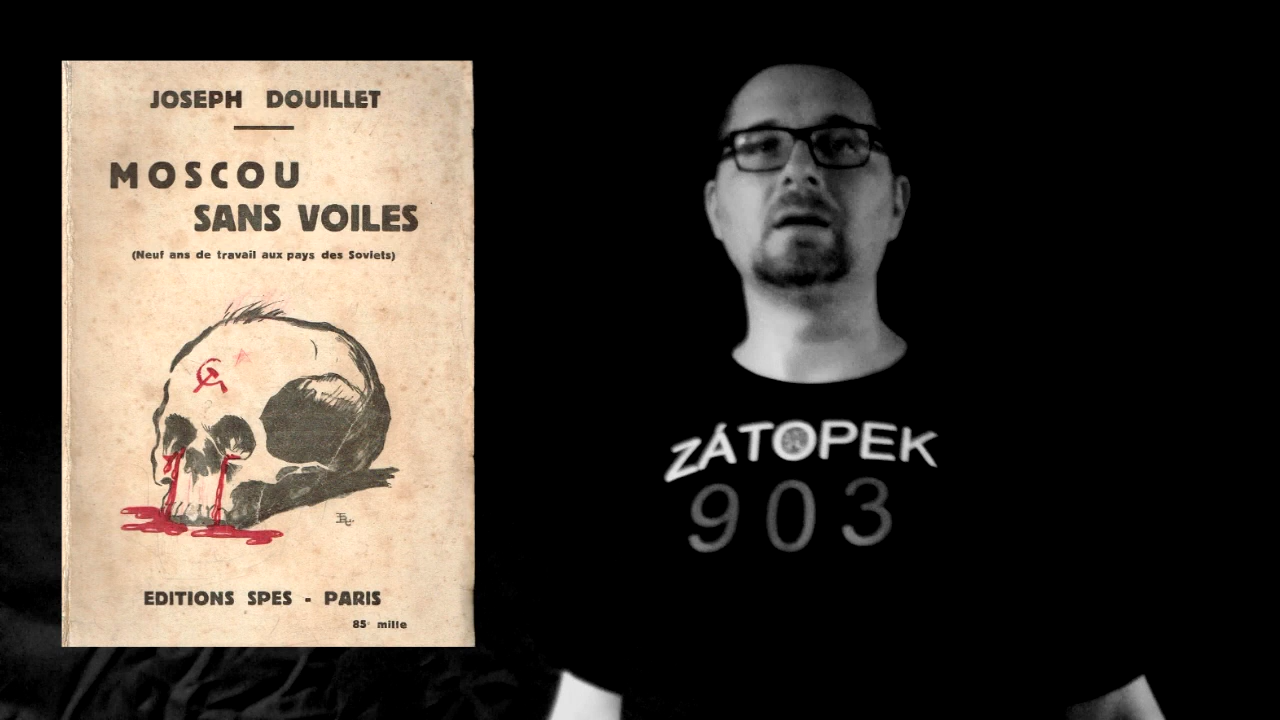 JOSEPH DOUILLET
MOSCOU
SANS VOILES
(Neuf ans de travail aux pays des Soviets)
EDITIONS SPES - PARIS
85e mille
ZÁTOPEK
903